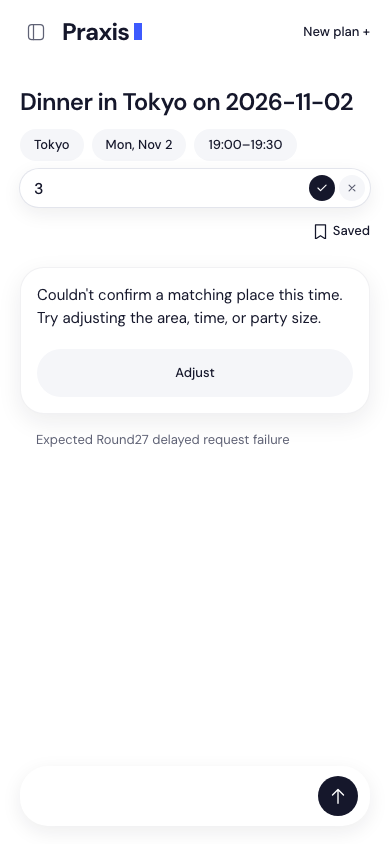 Praxis
New plan +
Dinner in Tokyo on 2026-11-02
Tokyo
Mon, Nov 2
19:00–19:30
3
Saved
Couldn't confirm a matching place this time.
Try adjusting the area, time, or party size.
Adjust
Expected Round27 delayed request failure